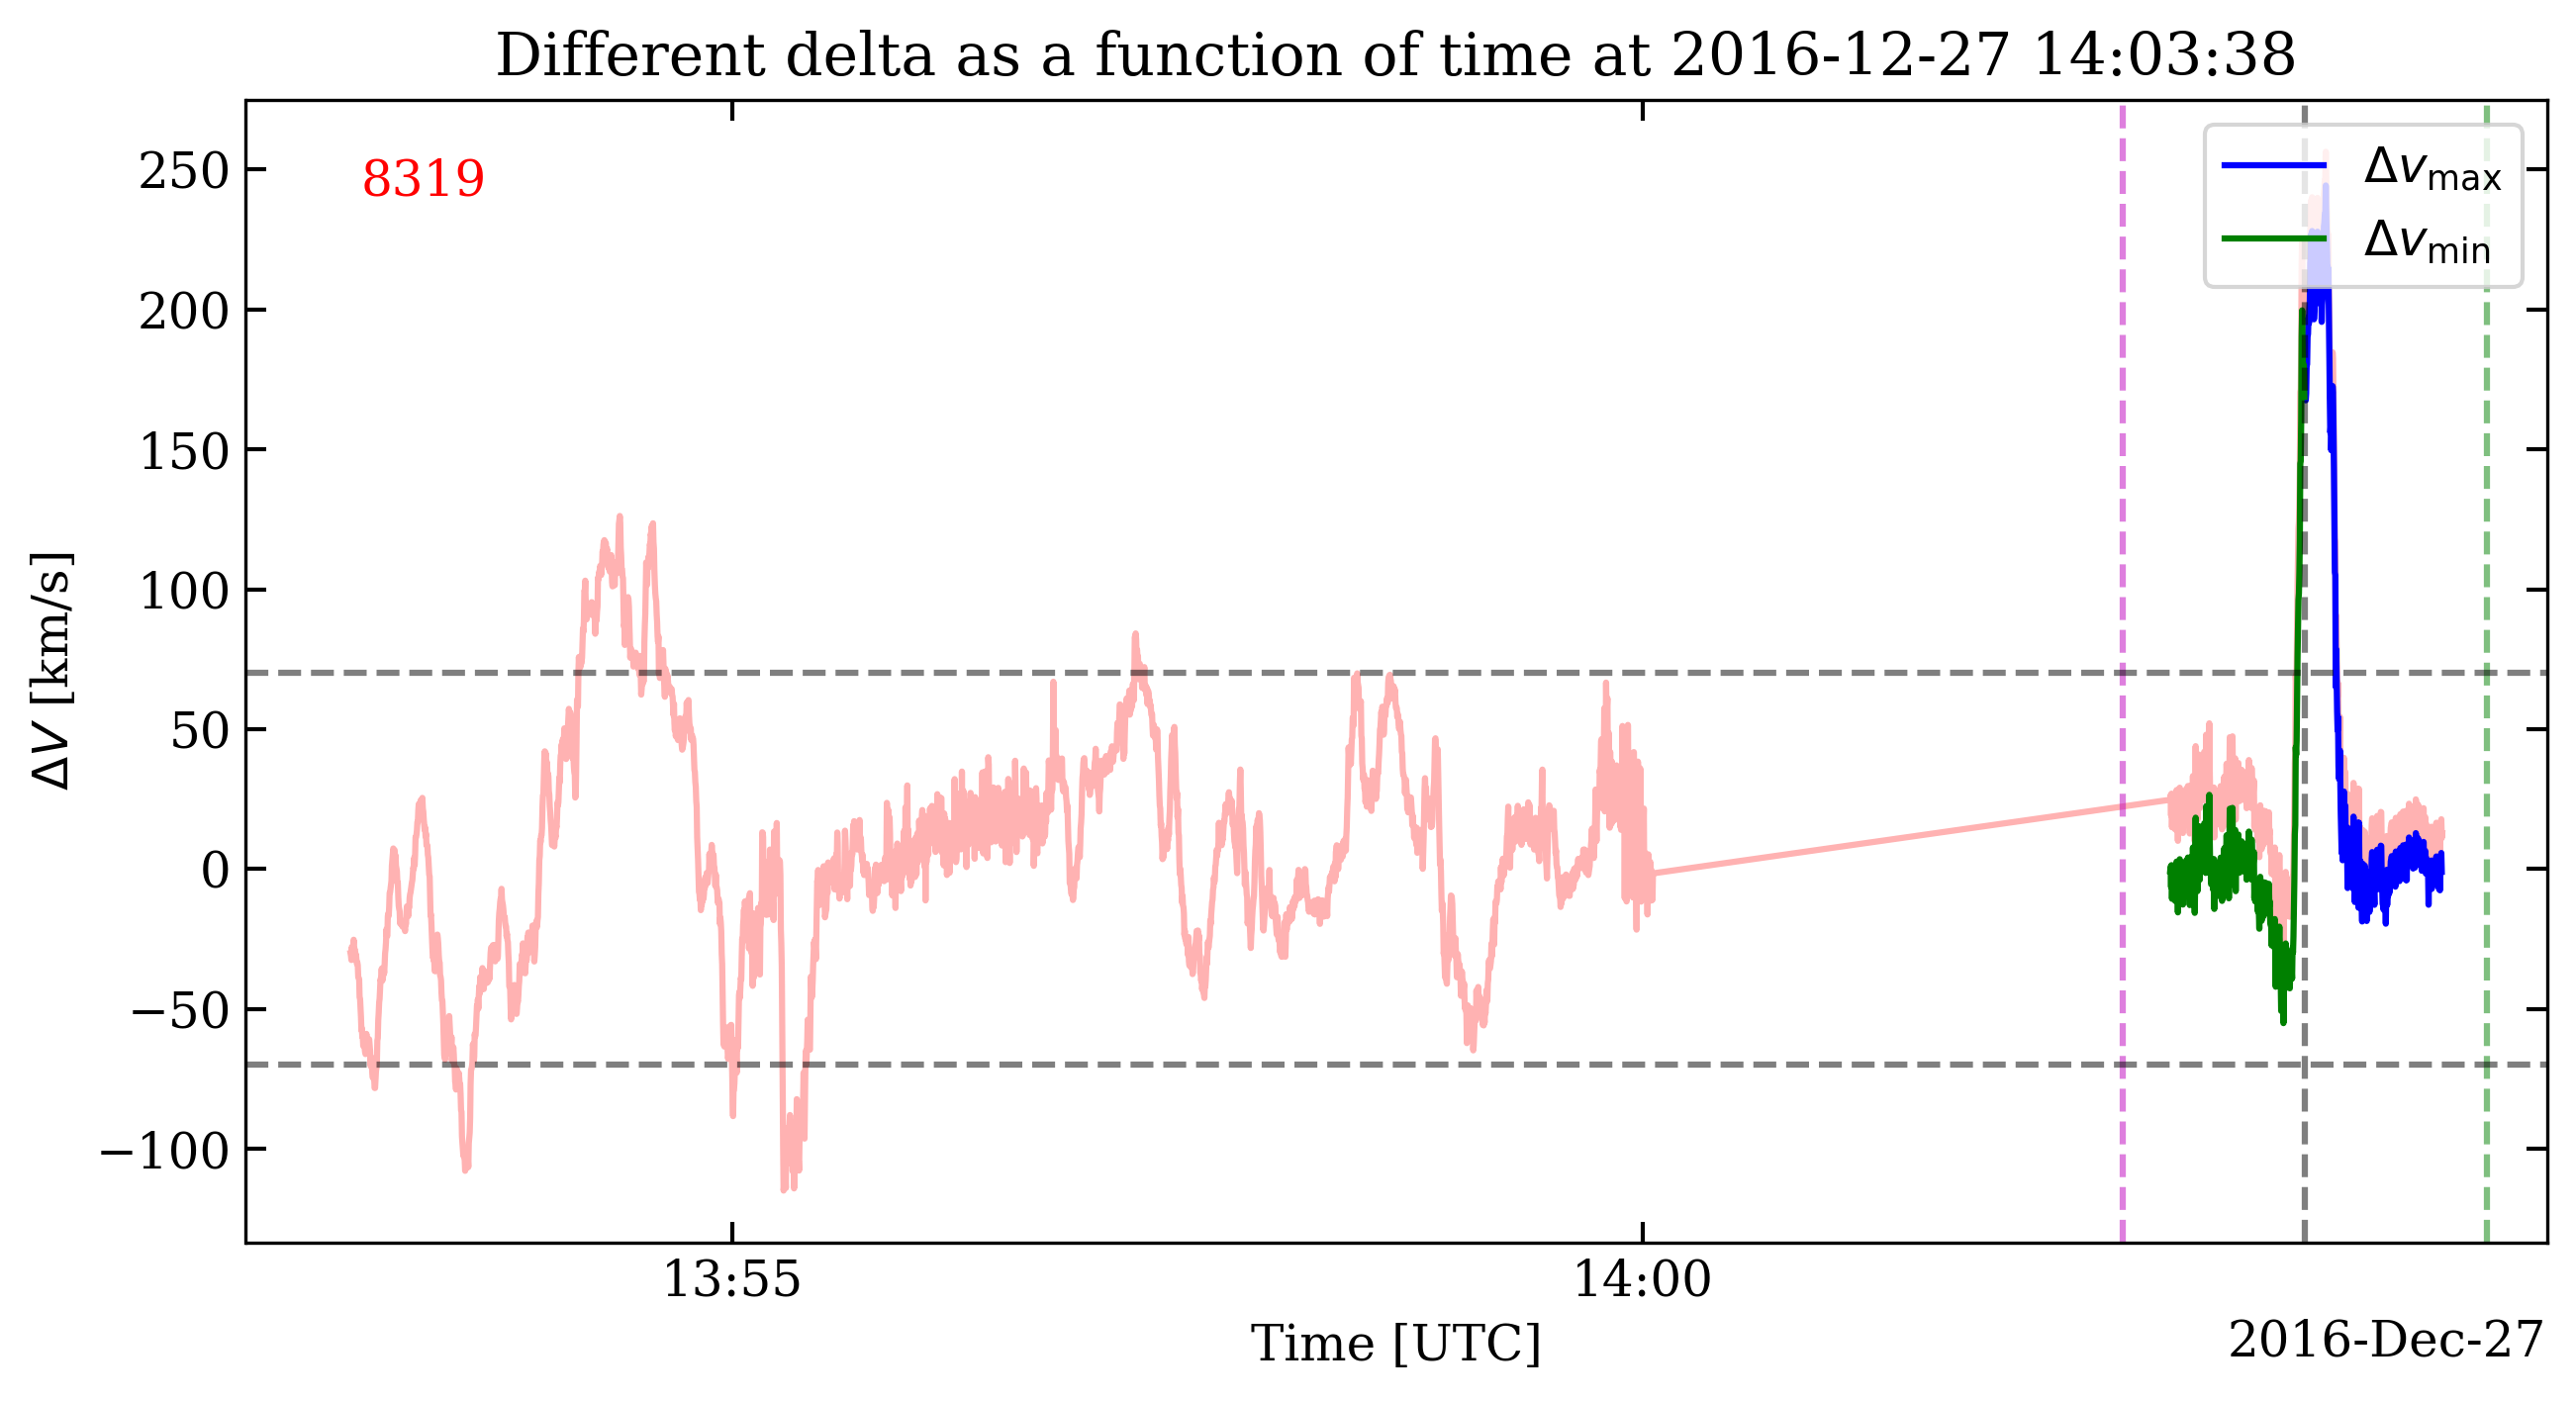 Different delta as a function of time at 2016-12-27 14:03:38
8319
Δv_max
Δv_min
250
200
150
100
50
0
−50
−100
ΔV [km/s]
13:55
14:00
Time [UTC]
2016-Dec-27